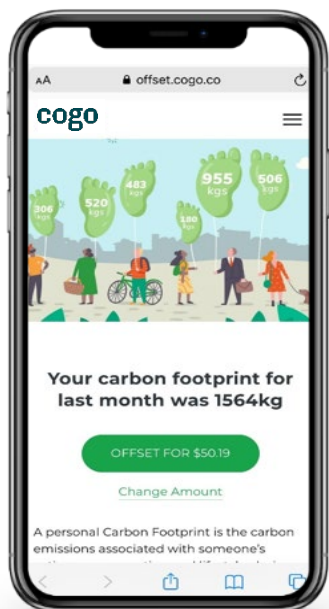 AA offset.cogo.co
cogo
306 kgs
520 kgs
483 kgs
180 kgs
955 kgs
506 kgs
Your carbon footprint for
last month was 1564kg
OFFSET FOR $50.19
Change Amount
A personal Carbon Footprint is the carbon
emissions associated with someone's